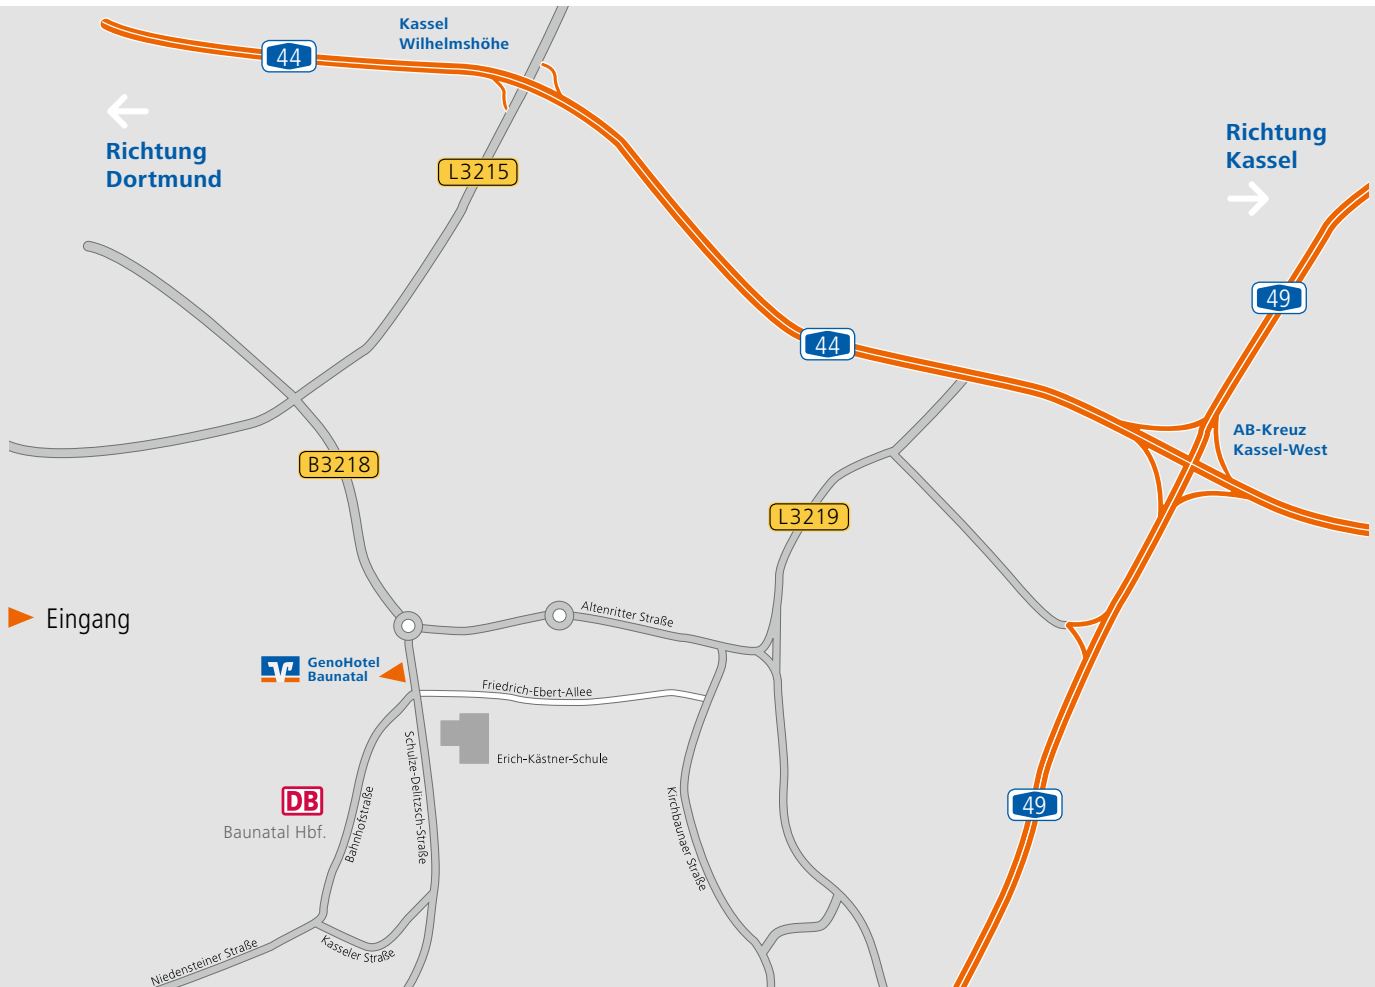 Kassel
Wilhelmshöhe
44
Richtung
Dortmund
Richtung
Kassel
L3215
49
44
AB-Kreuz
Kassel-West
B3218
L3219
Eingang
Altenritter Straße
GenoHotel
Baunatal
Friedrich-Ebert-Allee
Erich-Kästner-Schule
Schulze-Delitzsch-Straße
DB
Baunatal Hbf.
Bahnhofstraße
Kirchbaunaer Straße
49
Niedensteiner Straße
Kasseler Straße